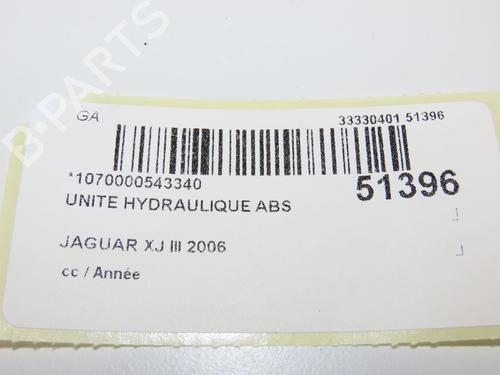 GA
33330401 51396
*1070000543340
51396
UNITE HYDRAULIQUE ABS
JAGUAR XJ III 2006
cc / Année
B-PARTS